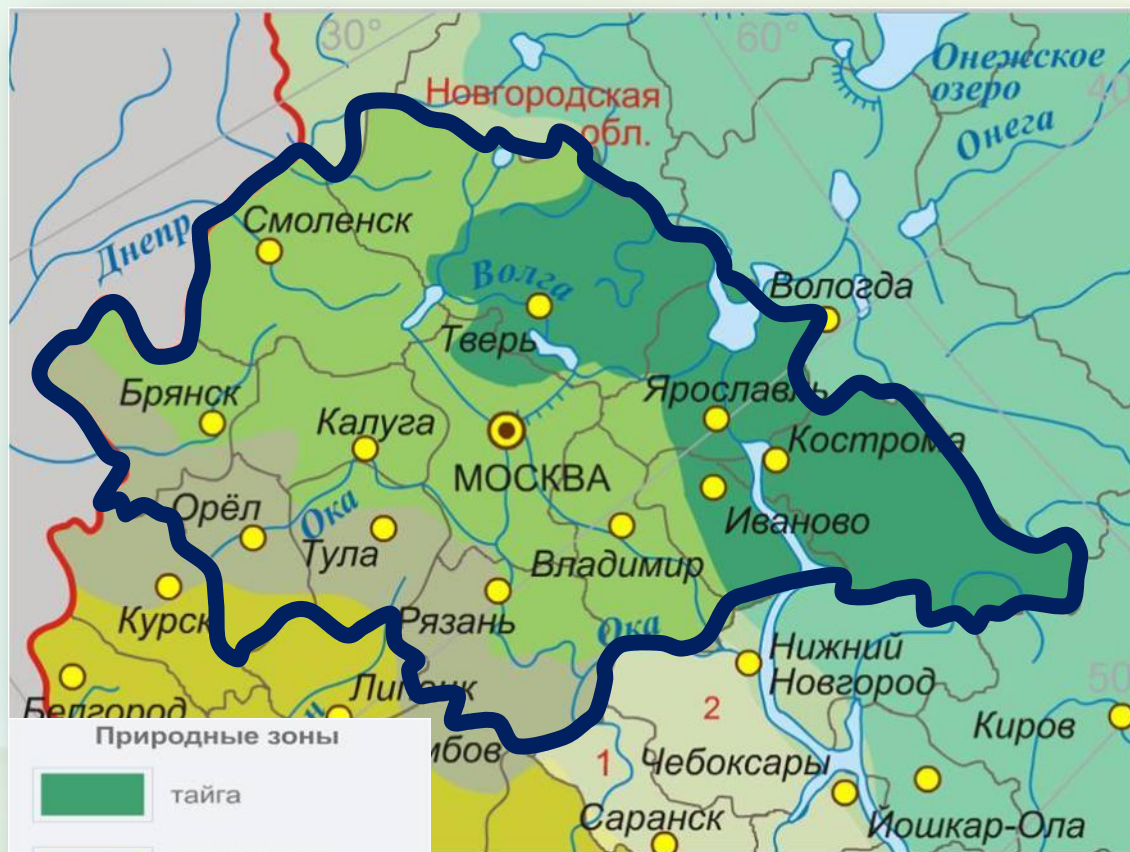 30°
60°
Онежское
озеро
40
Онега
Новгородская
обл.
Смоленск
Днепр
Волга
Вологда
Тверь
Брянск
Калуга
Ярославль
Кострома
МОСКВА
Орёл
Ока
Тула
Иваново
Владимир
Курск
Рязань
Ока
Нижний
Новгород
Липецк
Белгород
2
50
Киров
1
Чебоксары
Саранск
Йошкар-Ола
мбов
Природные зоны
тайга